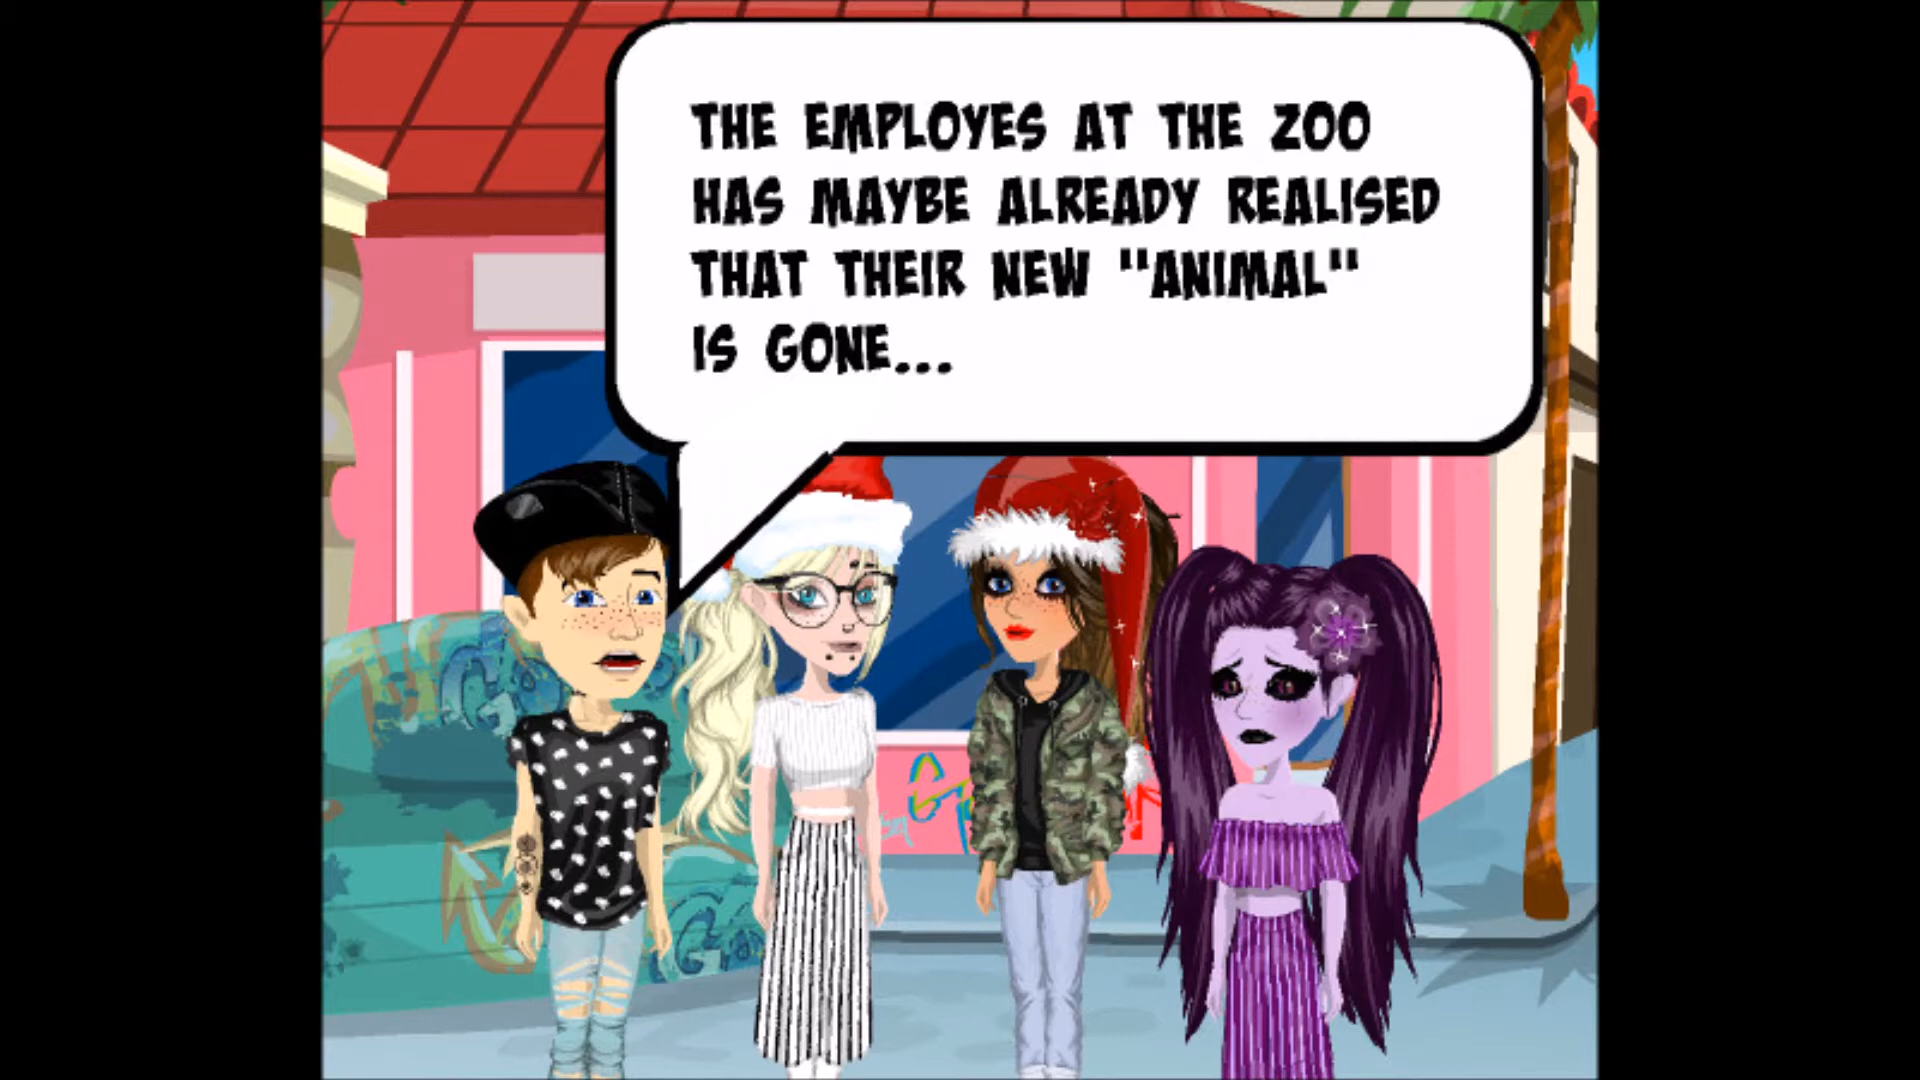 THE EMPLOYES AT THE ZOO
HAS MAYBE ALREADY REALISED
THAT THEIR NEW "ANIMAL"
IS GONE...